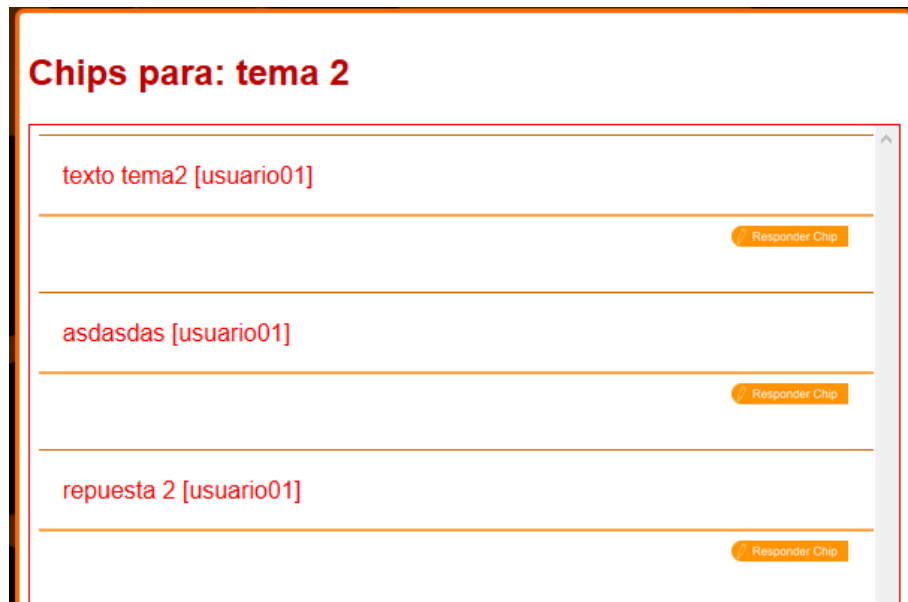 Chips para: tema 2
texto tema2 [usuario01]
Responder Chip
asdasdas [usuario01]
Responder Chip
repuesta 2 [usuario01]
Responder Chip